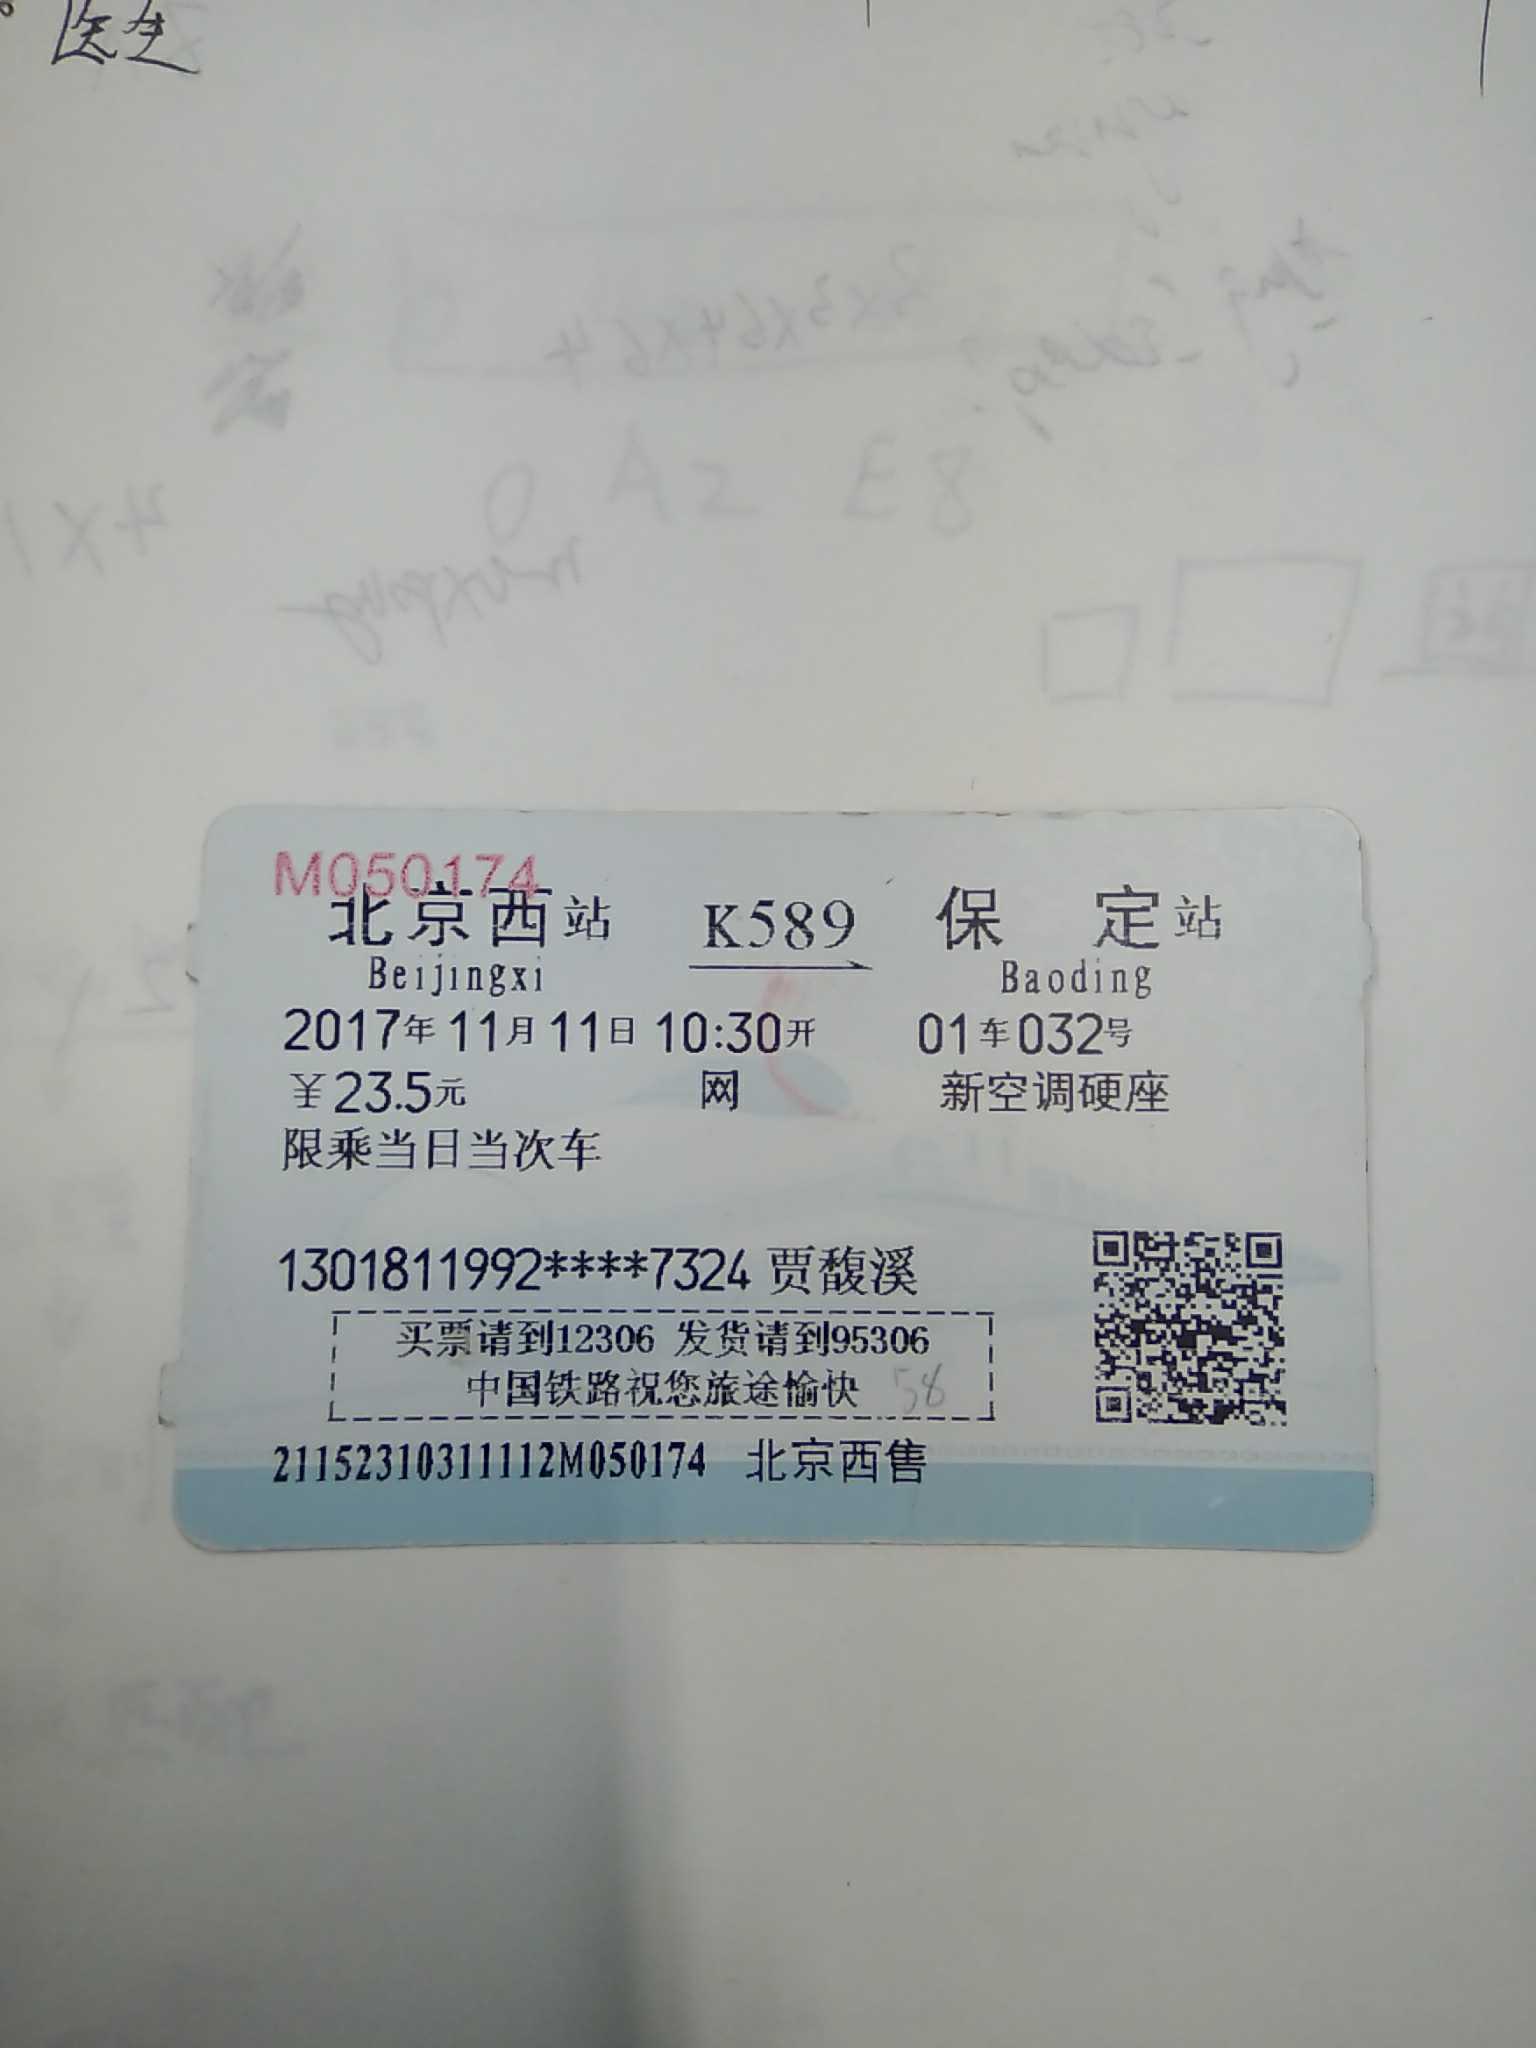 医生
3x3x64x64
M050174
北京西站 K589 保定站
Beijingxi Baoding
2017年11月11日 10:30开 01车032号
￥23.5元 网 新空调硬座
限乘当日当次车
1301811992****7324 贾馥溪
买票请到12306 发货请到95306
中国铁路祝您旅途愉快 58
21152310311112M050174 北京西售